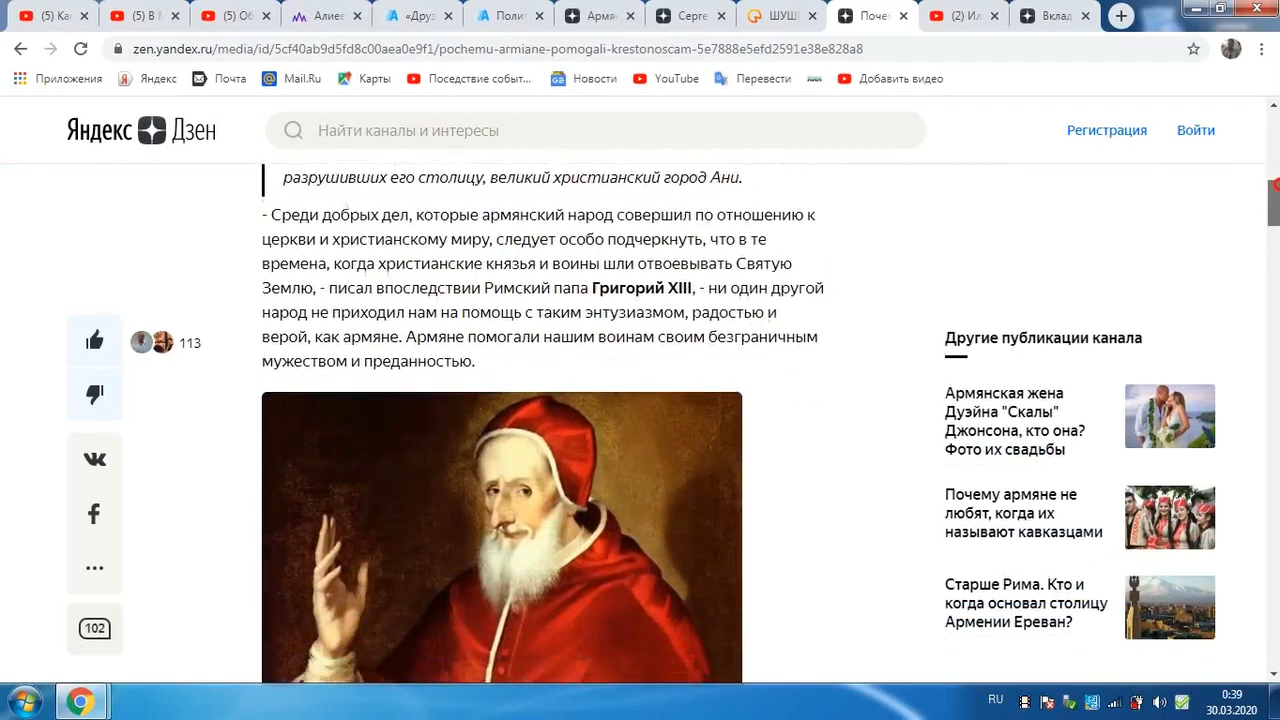 (5) Ка
(5) В М
(5) Об
Алиев
«Друз
Поли
Армян
Серге
ШУШ
Поче
(2) Ил
Вклад
zen.yandex.ru/media/id/5cf40ab9d5fd8c00aea0e9f1/pochemu-armiane-pomogali-krestonoscam-5e7888e5efd2591e38e828a8
Приложения
Яндекс
Почта
Mail.Ru
Карты
Поседствие событ...
Новости
YouTube
Перевести
Добавить видео
Яндекс Дзен
Найти каналы и интересы
Регистрация
Войти
разрушивших его столицу, великий христианский город Ани.
- Среди добрых дел, которые армянский народ совершил по отношению к
церкви и христианскому миру, следует особо подчеркнуть, что в те
времена, когда христианские князья и воины шли отвоевывать Святую
Землю, - писал впоследствии Римский папа Григорий XIII, - ни один другой
народ не приходил нам на помощь с таким энтузиазмом, радостью и
верой, как армяне. Армяне помогали нашим воинам своим безграничным
мужеством и преданностью.
113
102
Другие публикации канала
Армянская жена
Дуэйна "Скалы"
Джонсона, кто она?
Фото их свадьбы
Почему армяне не
любят, когда их
называют кавказцами
Старше Рима. Кто и
когда основал столицу
Армении Ереван?
RU
0:39
30.03.2020